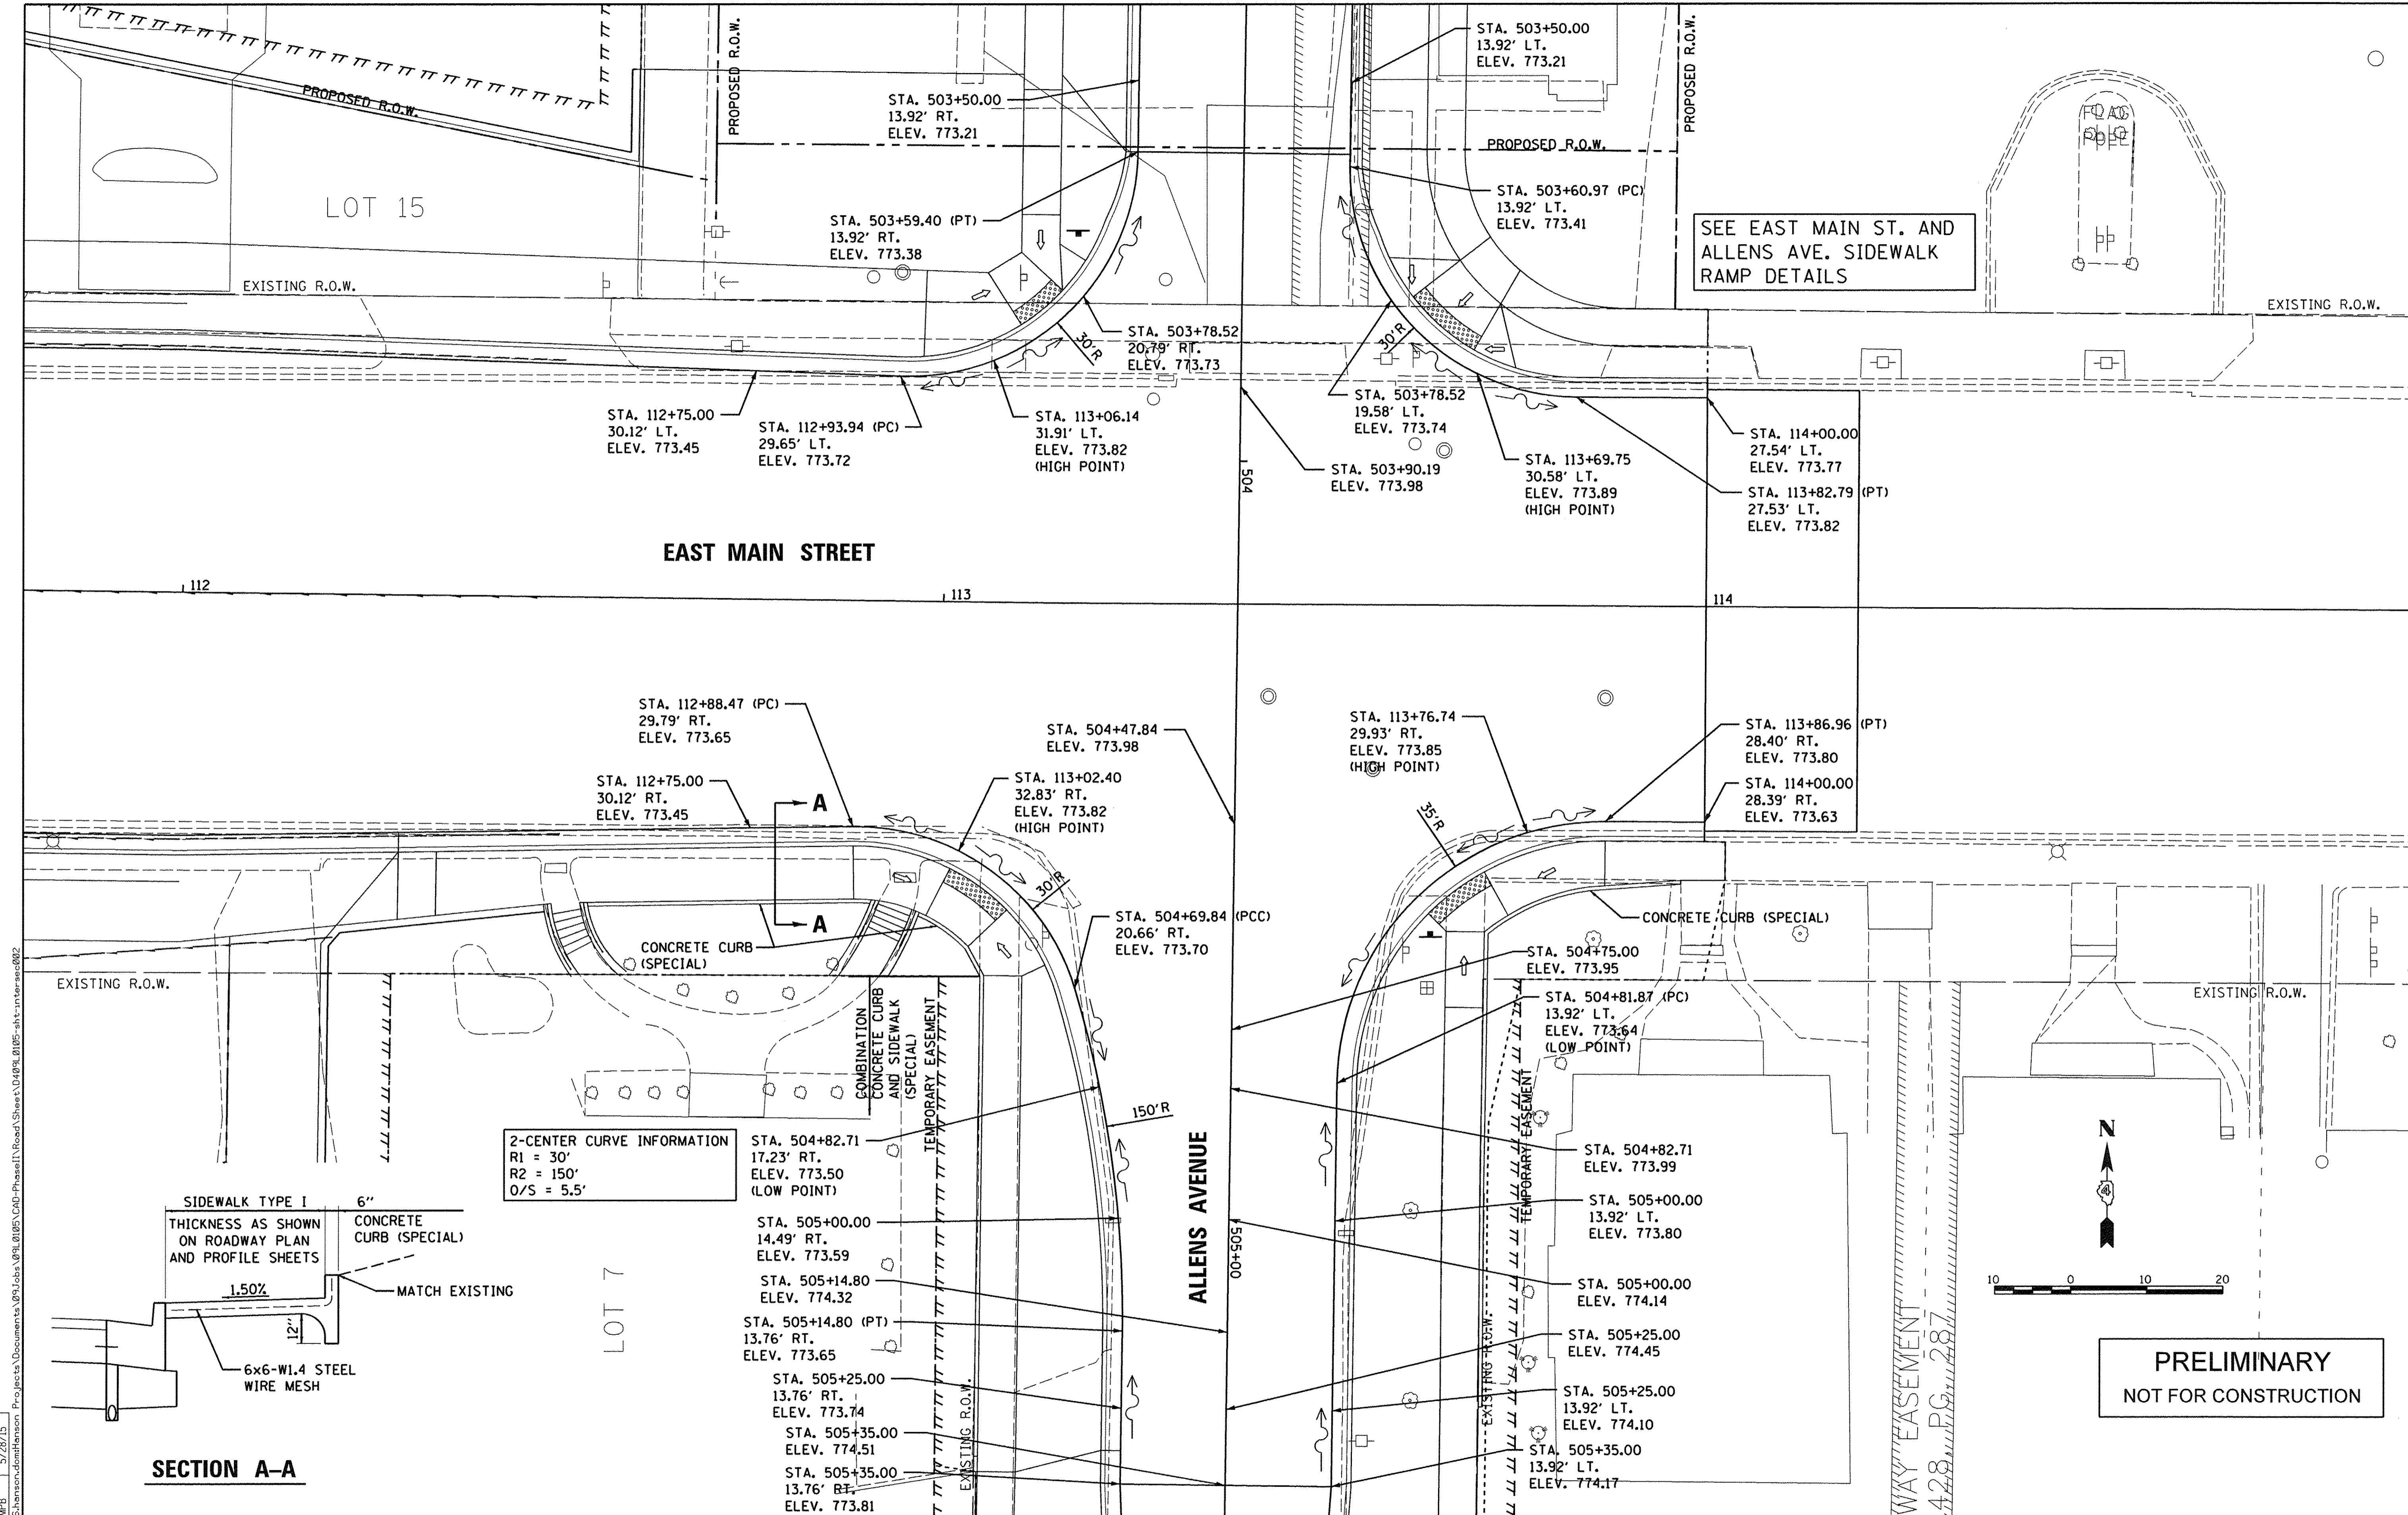 STA. 503+50.00
13.92' LT.
ELEV. 773.21
PROPOSED R.O.W.
PROPOSED R.O.W.
PROPOSED R.O.W.
STA. 503+50.00
13.92' RT.
ELEV. 773.21
PROPOSED R.O.W.
FLAG
POLE
LOT 15
STA. 503+60.97 (PC)
13.92' LT.
ELEV. 773.41
STA. 503+59.40 (PT)
13.92' RT.
ELEV. 773.38
SEE EAST MAIN ST. AND
ALLENS AVE. SIDEWALK
RAMP DETAILS
EXISTING R.O.W.
EXISTING R.O.W.
30'R
STA. 503+78.52
20.79' RT.
ELEV. 773.73
30'R
STA. 112+75.00
30.12' LT.
ELEV. 773.45
STA. 112+93.94 (PC)
29.65' LT.
ELEV. 773.72
STA. 113+06.14
31.91' LT.
ELEV. 773.82
(HIGH POINT)
STA. 503+78.52
19.58' LT.
ELEV. 773.74
STA. 503+90.19
ELEV. 773.98
504
STA. 113+69.75
30.58' LT.
ELEV. 773.89
(HIGH POINT)
STA. 114+00.00
27.54' LT.
ELEV. 773.77
STA. 113+82.79 (PT)
27.53' LT.
ELEV. 773.82
EAST MAIN STREET
112
113
114
STA. 112+88.47 (PC)
29.79' RT.
ELEV. 773.65
STA. 504+47.84
ELEV. 773.98
STA. 113+76.74
29.93' RT.
ELEV. 773.85
(HIGH POINT)
STA. 113+86.96 (PT)
28.40' RT.
ELEV. 773.80
STA. 112+75.00
30.12' RT.
ELEV. 773.45
A
STA. 113+02.40
32.83' RT.
ELEV. 773.82
(HIGH POINT)
STA. 114+00.00
28.39' RT.
ELEV. 773.63
35'R
30'R
A
CONCRETE CURB
(SPECIAL)
STA. 504+69.84 (PCC)
20.66' RT.
ELEV. 773.70
CONCRETE CURB (SPECIAL)
STA. 504+75.00
ELEV. 773.95
EXISTING R.O.W.
EXISTING R.O.W.
STA. 504+81.87 (PC)
13.92' LT.
ELEV. 773.64
(LOW POINT)
COMBINATION
CONCRETE CURB
AND SIDEWALK
(SPECIAL)
TEMPORARY EASEMENT
TEMPORARY EASEMENT
150'R
2-CENTER CURVE INFORMATION
R1 = 30'
R2 = 150'
O/S = 5.5'
STA. 504+82.71
17.23' RT.
ELEV. 773.50
(LOW POINT)
ALLENS AVENUE
STA. 504+82.71
ELEV. 773.99
N
SIDEWALK TYPE I
6"
THICKNESS AS SHOWN
ON ROADWAY PLAN
AND PROFILE SHEETS
CONCRETE
CURB (SPECIAL)
1.50%
MATCH EXISTING
12"
6x6-W1.4 STEEL
WIRE MESH
SECTION A-A
LOT 7
STA. 505+00.00
14.49' RT.
ELEV. 773.59
505+00
STA. 505+00.00
13.92' LT.
ELEV. 773.80
STA. 505+14.80
ELEV. 774.32
STA. 505+00.00
ELEV. 774.14
10 0 10 20
STA. 505+14.80 (PT)
13.76' RT.
ELEV. 773.65
STA. 505+25.00
ELEV. 774.45
STA. 505+25.00
13.76' RT.
ELEV. 773.74
STA. 505+25.00
13.92' LT.
ELEV. 774.10
STA. 505+35.00
ELEV. 774.51
STA. 505+35.00
13.92' LT.
ELEV. 774.17
STA. 505+35.00
13.76' RT.
ELEV. 773.81
EXISTING R.O.W.
EXISTING R.O.W.
WAY EASEMENT
428, PG. 287
PRELIMINARY
NOT FOR CONSTRUCTION
MPB
5/28/15